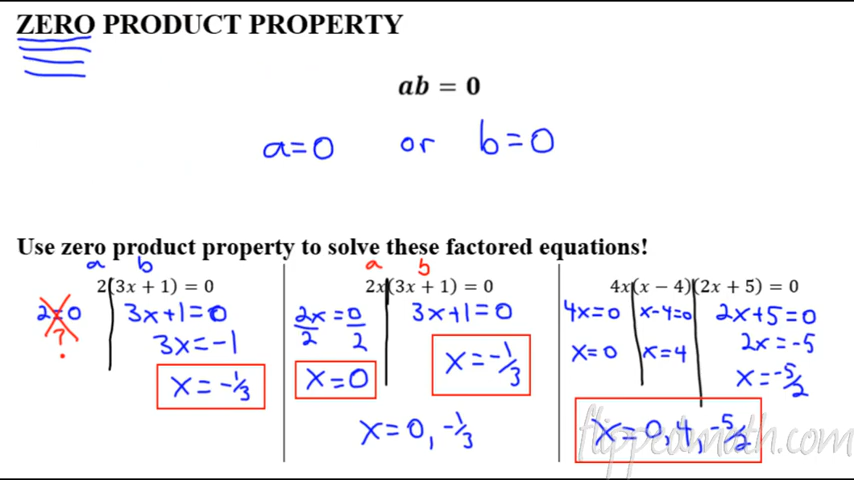 ZERO PRODUCT PROPERTY
ab = 0
a=0 or b=0
Use zero product property to solve these factored equations!
a b
2(3x + 1) = 0
2=0
?
3x+1=0
3x=-1
x=-1/3
a b
2x(3x + 1) = 0
2x/2 = 0/2
x=0
3x+1=0
x=-1/3
x=0, -1/3
4x(x − 4)(2x + 5) = 0
4x=0
x=0
x-4=0
x=4
2x+5=0
2x=-5
x=-5/2
x=0, 4, -5/2
flippedmath.com